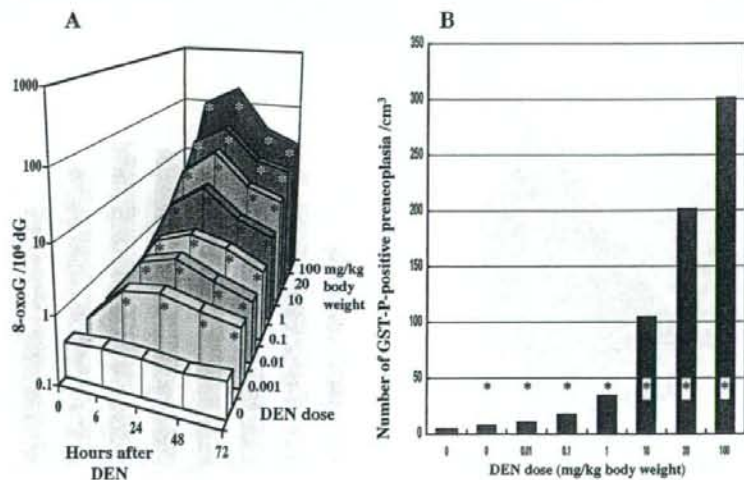 A
8-oxoG /10⁶ dG
1000
100
10
1
0.1
0
6
24
48
72
Hours after
DEN
100 mg/kg
body
weight
20
10
1
0.1
0.01
0.001
0
DEN dose
B
Number of GST-P-positive preneoplasia /cm³
350
300
250
200
150
100
50
0
* * * * * * *
0 0 0.01 0.1 1 10 20 100
DEN dose (mg/kg body weight)